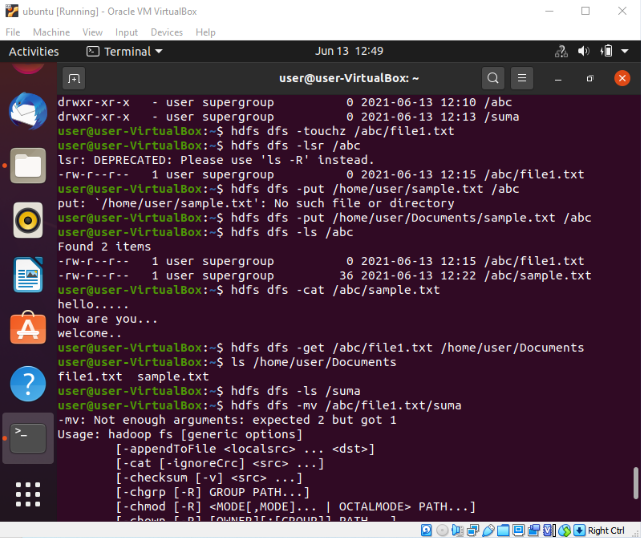 ubuntu [Running] - Oracle VM VirtualBox
File Machine View Input Devices Help
Activities Terminal Jun 13 12:49
user@user-VirtualBox: ~
drwxr-xr-x - user supergroup 0 2021-06-13 12:10 /abc
drwxr-xr-x - user supergroup 0 2021-06-13 12:13 /suma
user@user-VirtualBox:~$ hdfs dfs -touchz /abc/file1.txt
user@user-VirtualBox:~$ hdfs dfs -lsr /abc
lsr: DEPRECATED: Please use 'ls -R' instead.
-rw-r--r-- 1 user supergroup 0 2021-06-13 12:15 /abc/file1.txt
user@user-VirtualBox:~$ hdfs dfs -put /home/user/sample.txt /abc
put: `/home/user/sample.txt': No such file or directory
user@user-VirtualBox:~$ hdfs dfs -put /home/user/Documents/sample.txt /abc
user@user-VirtualBox:~$ hdfs dfs -ls /abc
Found 2 items
-rw-r--r-- 1 user supergroup 0 2021-06-13 12:15 /abc/file1.txt
-rw-r--r-- 1 user supergroup 36 2021-06-13 12:22 /abc/sample.txt
user@user-VirtualBox:~$ hdfs dfs -cat /abc/sample.txt
hello.....
how are you...
welcome..
user@user-VirtualBox:~$ hdfs dfs -get /abc/file1.txt /home/user/Documents
user@user-VirtualBox:~$ ls /home/user/Documents
file1.txt sample.txt
user@user-VirtualBox:~$ hdfs dfs -ls /suma
user@user-VirtualBox:~$ hdfs dfs -mv /abc/file1.txt/suma
-mv: Not enough arguments: expected 2 but got 1
Usage: hadoop fs [generic options]
[-appendToFile <localsrc> ... <dst>]
[-cat [-ignoreCrc] <src> ...]
[-checksum [-v] <src> ...]
[-chgrp [-R] GROUP PATH...]
[-chmod [-R] <MODE[,MODE]... | OCTALMODE> PATH...]
[-chown [-R] [OWNER][:[GROUP]] PATH...]
Right Ctrl